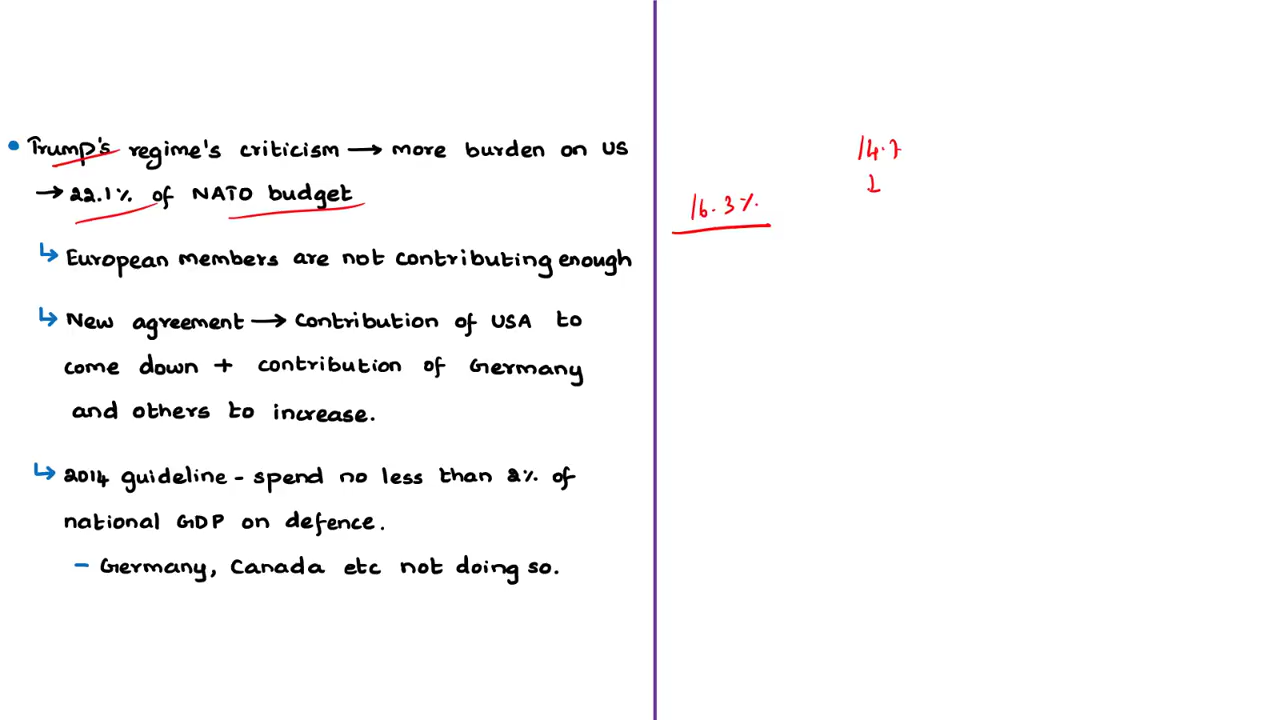 • Trump's regime's criticism → more burden on US
→ 22.1% of NATO budget
↳ European members are not contributing enough
↳ New agreement → contribution of USA to
come down + contribution of Germany
and others to increase.
↳ 2014 guideline - spend no less than 2% of
national GDP on defence.
- Germany, Canada etc not doing so.
16.3%
14.7